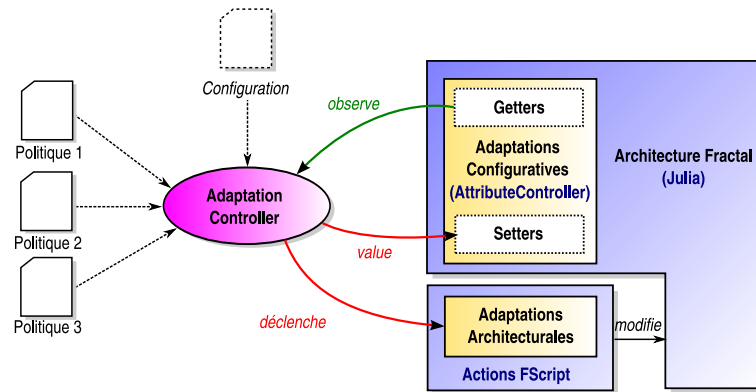 Configuration
Politique 1
Politique 2
Politique 3
Adaptation
Controller
observe
value
déclenche
Getters
Adaptations
Configuratives
(AttributeController)
Setters
Architecture Fractal
(Julia)
Adaptations
Architecturales
Actions FScript
modifie